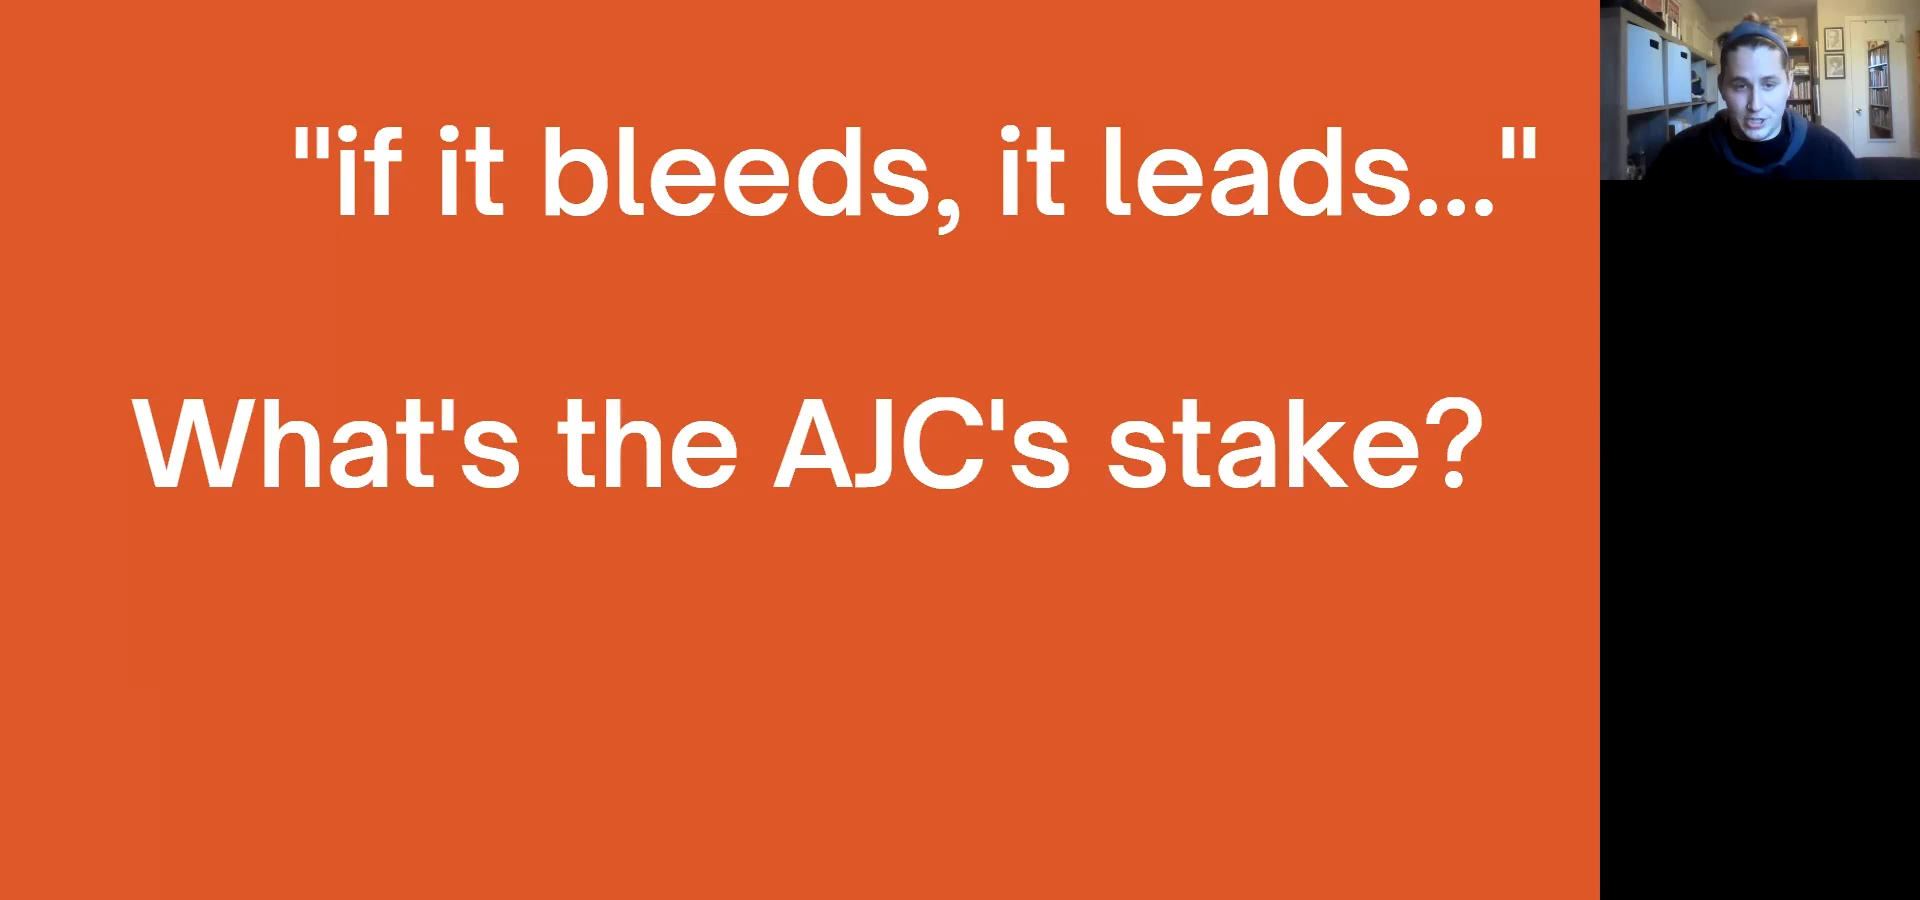 "if it bleeds, it leads..."
What's the AJC's stake?